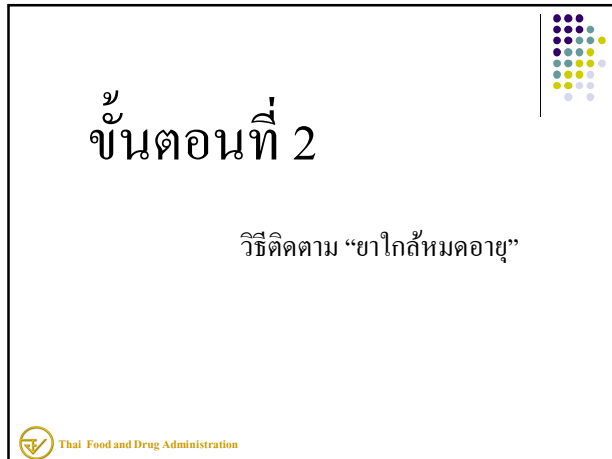 ขั้นตอนที่ 2
วิธีติดตาม “ยาใกล้หมดอายุ”
Thai Food and Drug Administration